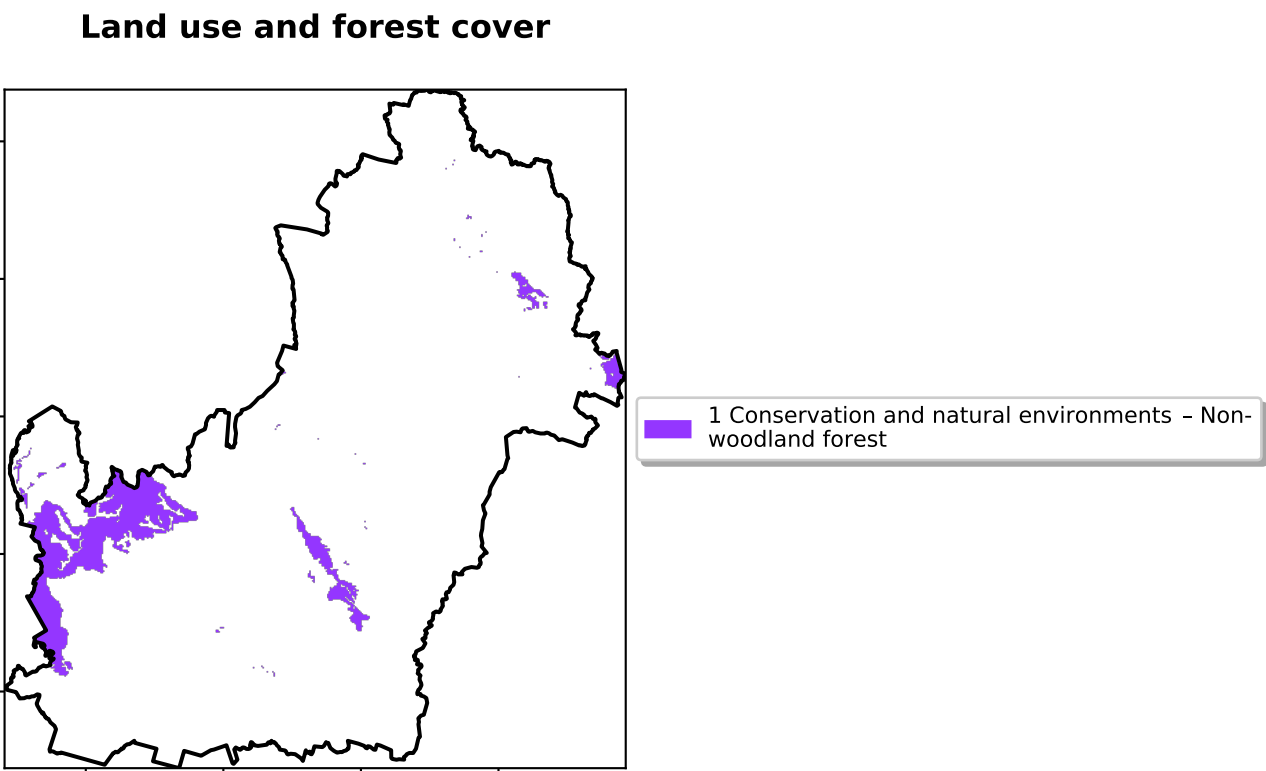 Land use and forest cover
1 Conservation and natural environments – Non-
woodland forest